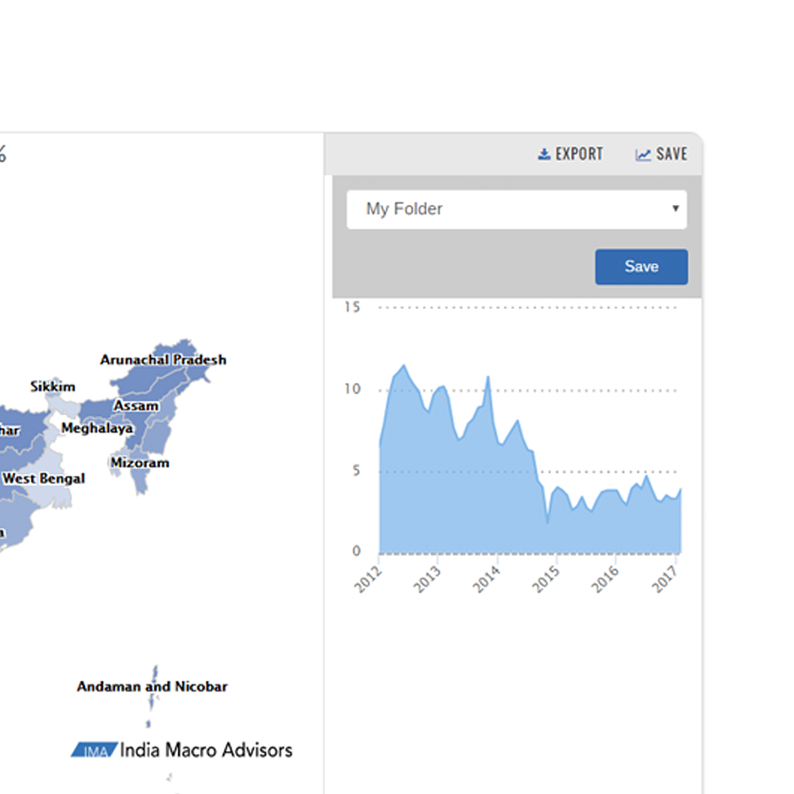 %
EXPORT
SAVE
My Folder
Save
15
10
5
0
2012
2013
2014
2015
2016
2017
Arunachal Pradesh
Sikkim
Assam
har
Meghalaya
Mizoram
West Bengal
a
Andaman and Nicobar
IMA India Macro Advisors